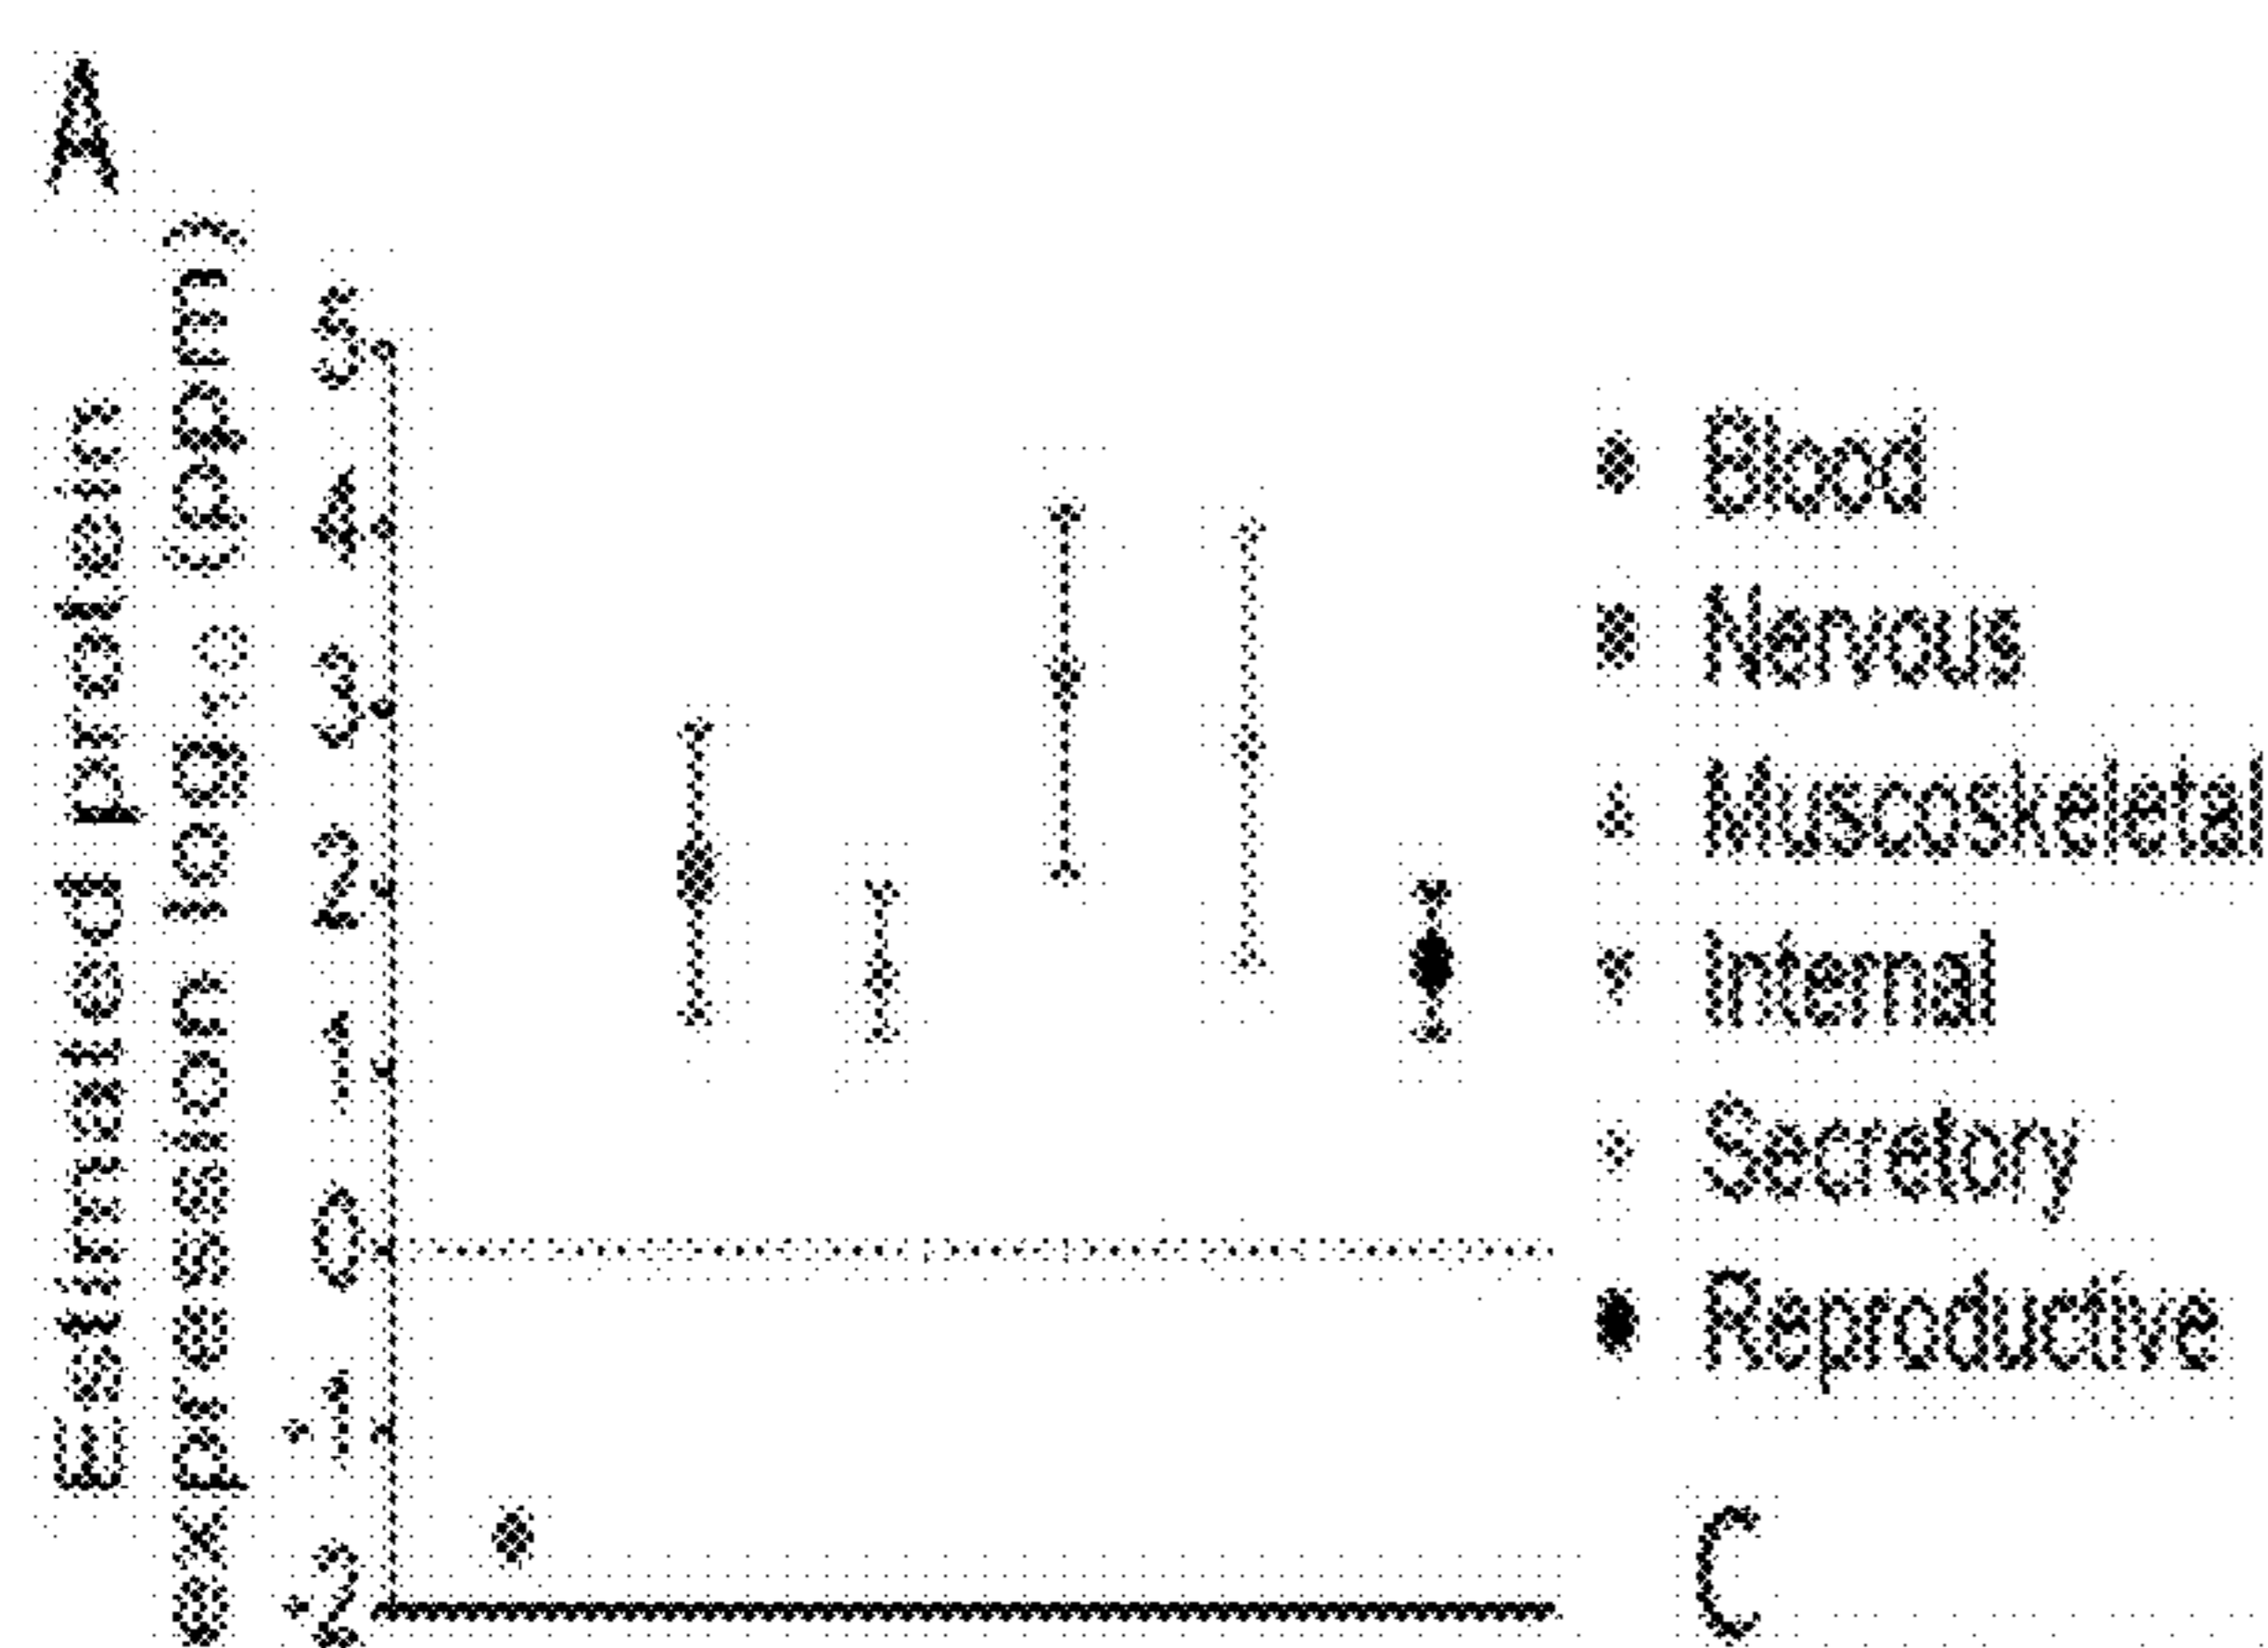 A
Estimated protein
expression log₁₀ (ppm)
5
4
3
2
1
0
-1
-2
Blood
Nervous
Muscoskeletal
Internal
Secretory
Reproductive
C